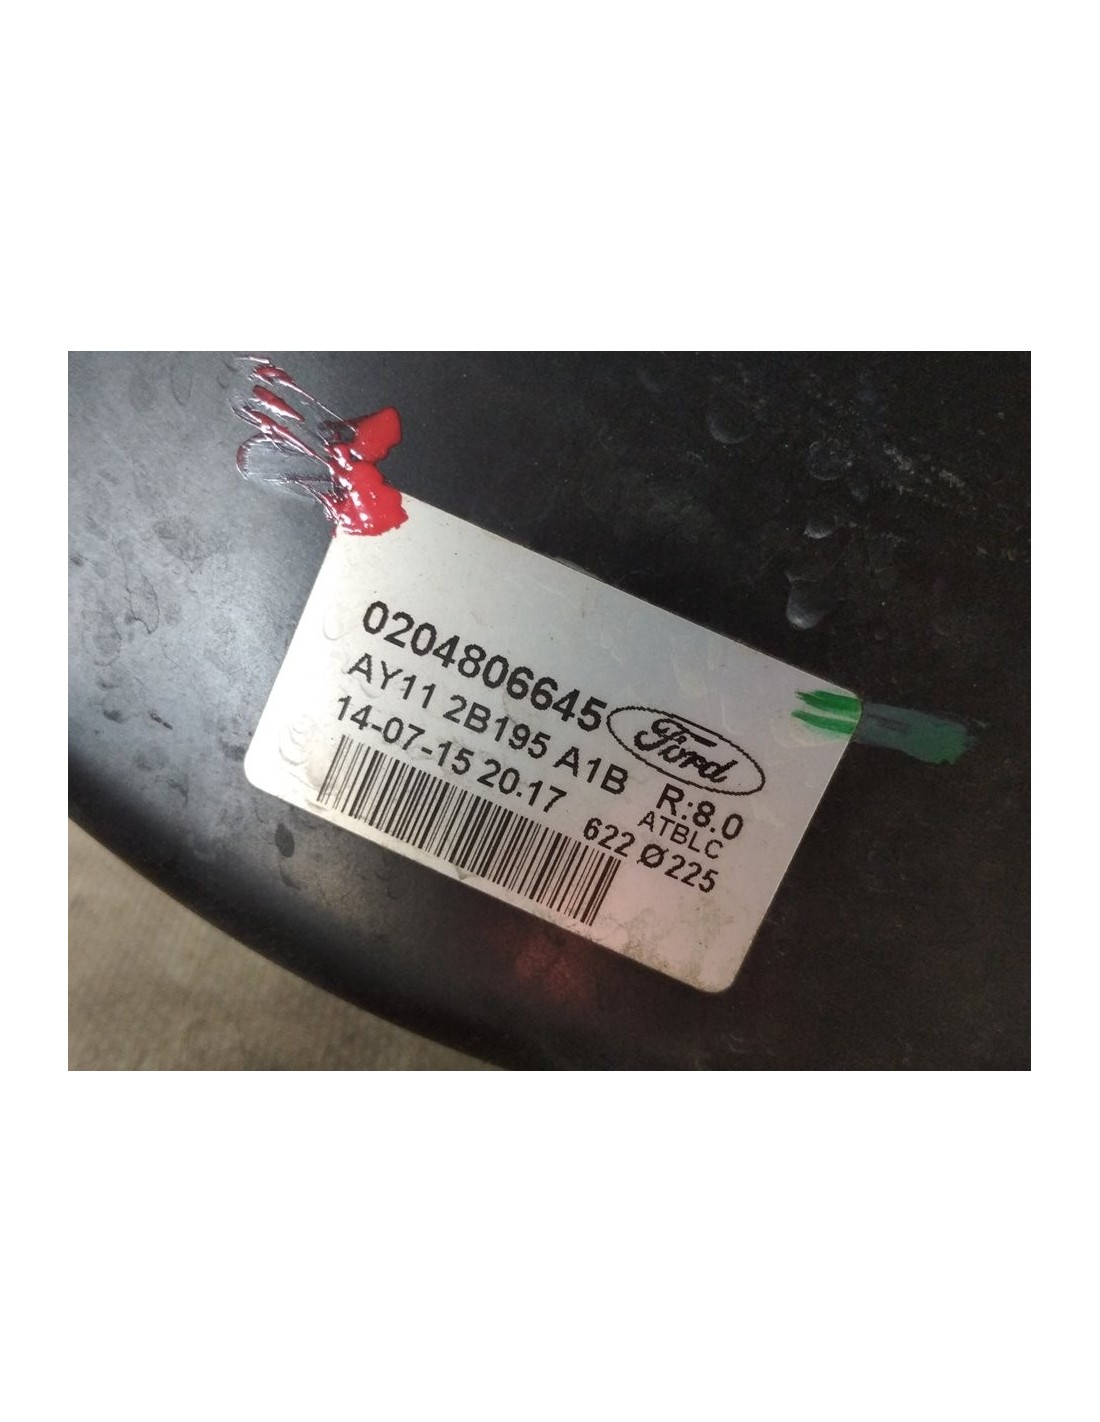 0204806645 Ford
AY11 2B195 A1B R:8.0
14-07-15 20.17 ATBLC
622 Ø225